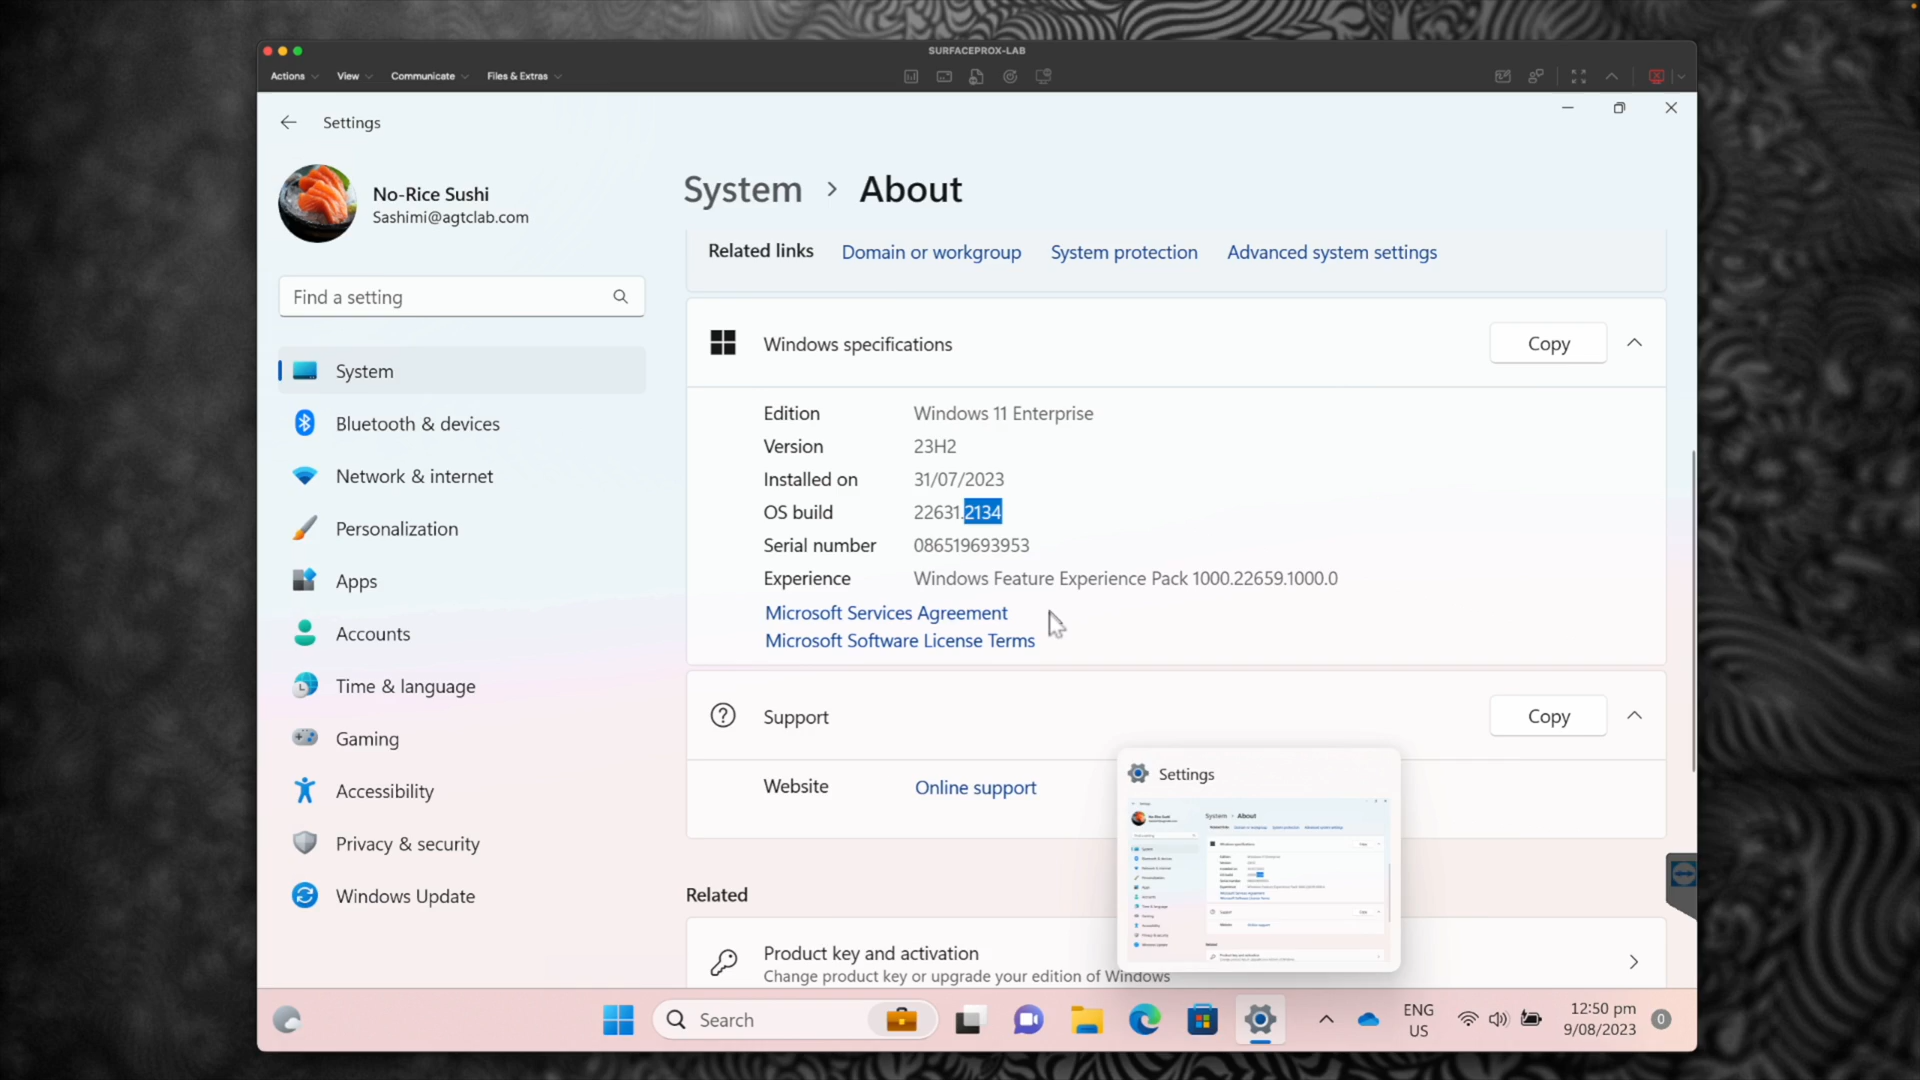 SURFACEPROX-LAB
Actions View Communicate Files & Extras
Settings
No-Rice Sushi
Sashimi@agtclab.com
Find a setting
System
Bluetooth & devices
Network & internet
Personalization
Apps
Accounts
Time & language
Gaming
Accessibility
Privacy & security
Windows Update
System > About
Related links Domain or workgroup System protection Advanced system settings
Windows specifications Copy
Edition Windows 11 Enterprise
Version 23H2
Installed on 31/07/2023
OS build 22631.2134
Serial number 086519693953
Experience Windows Feature Experience Pack 1000.22659.1000.0
Microsoft Services Agreement
Microsoft Software License Terms
Support Copy
Website Online support
Settings
System > About
Related
Product key and activation
Change product key or upgrade your edition of Windows
Search
ENG
US
12:50 pm
9/08/2023
0